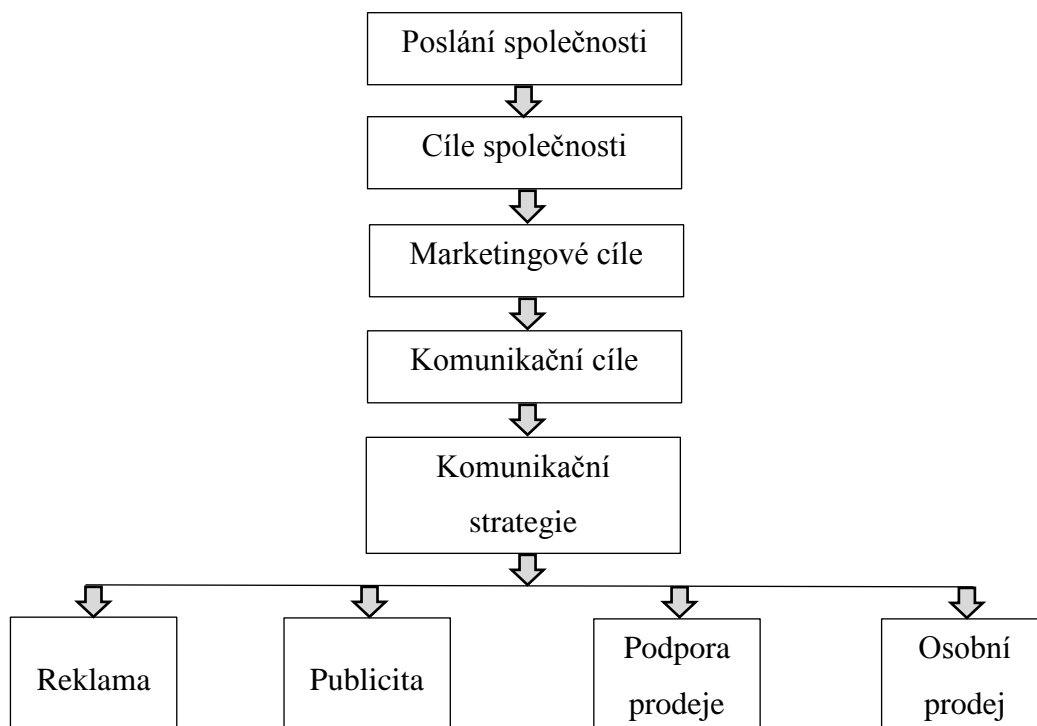 Poslání společnosti
Cíle společnosti
Marketingové cíle
Komunikační cíle
Komunikační
strategie
Reklama
Publicita
Podpora
prodeje
Osobní
prodej